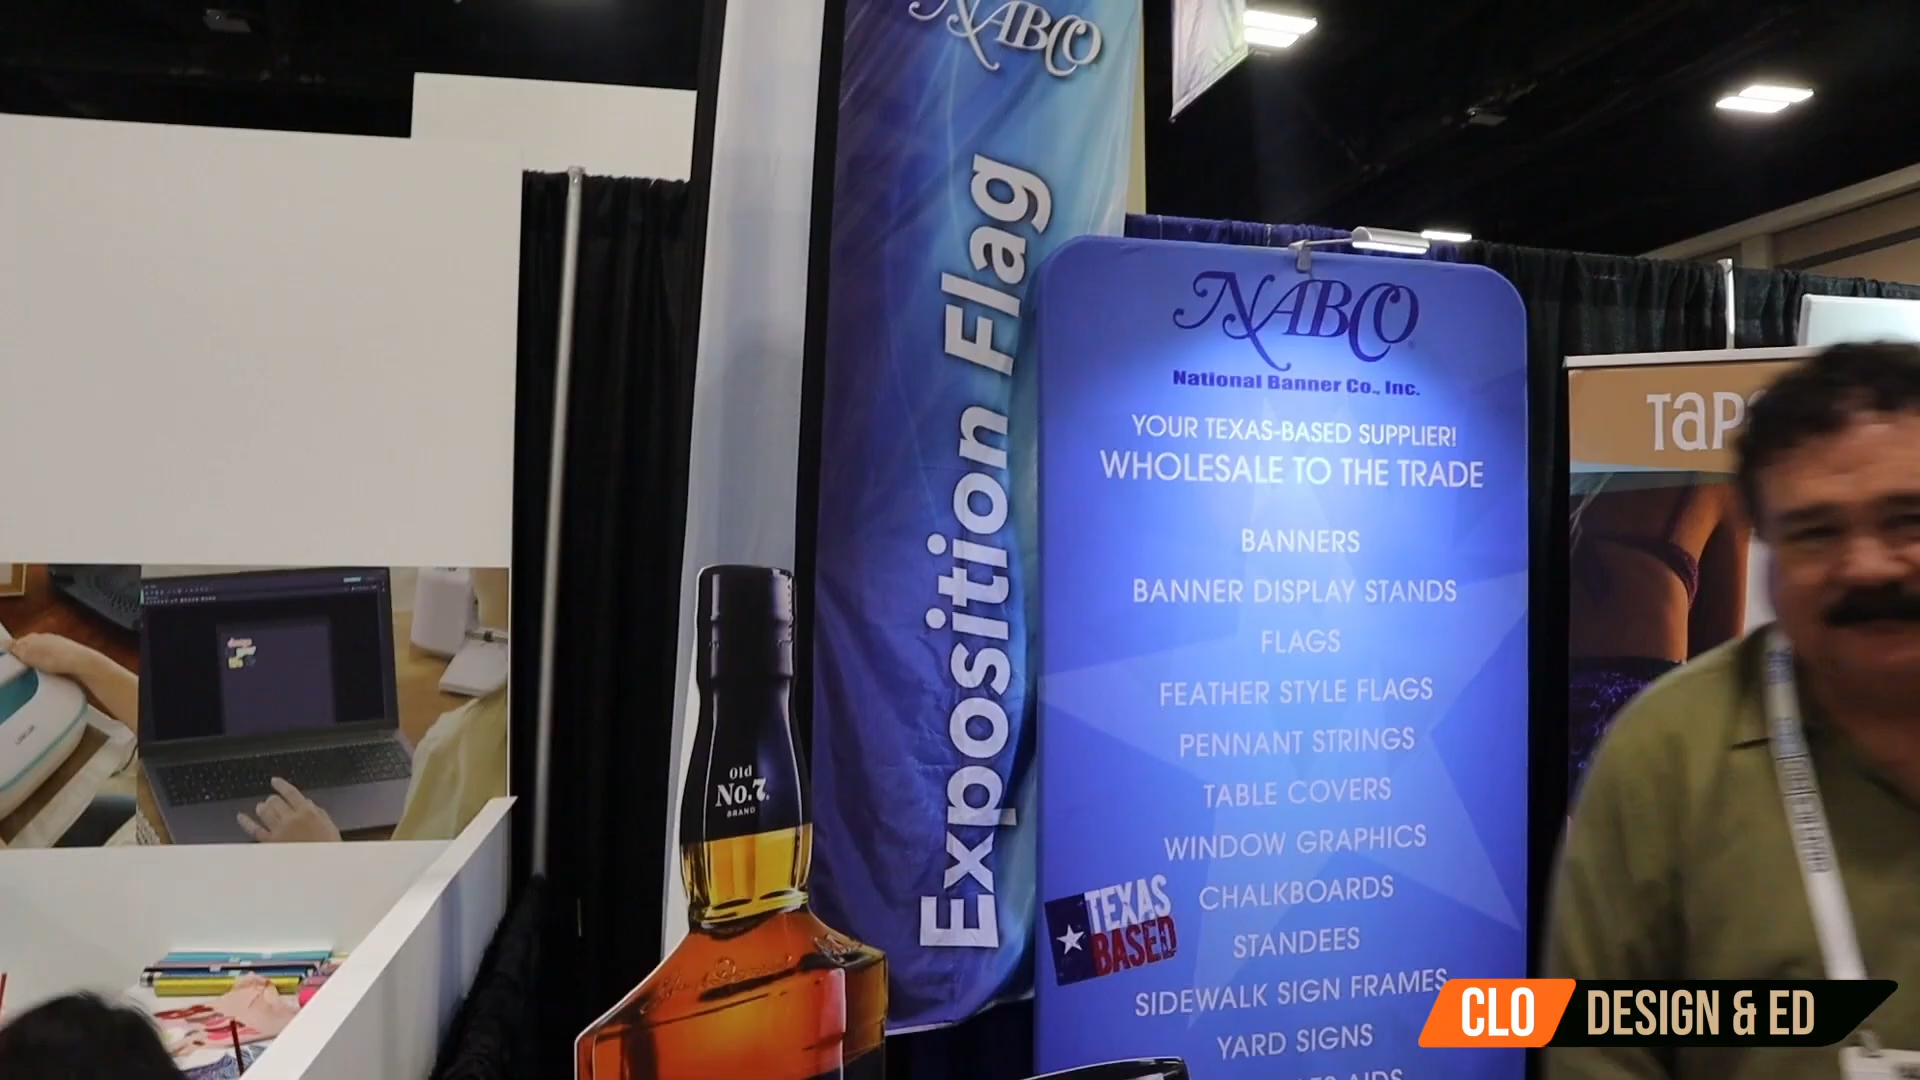 NABCO
Exposition Flag
NABCO
National Banner Co., Inc.
YOUR TEXAS-BASED SUPPLIER!
WHOLESALE TO THE TRADE
BANNERS
BANNER DISPLAY STANDS
FLAGS
FEATHER STYLE FLAGS
PENNANT STRINGS
TABLE COVERS
WINDOW GRAPHICS
CHALKBOARDS
STANDEES
SIDEWALK SIGN FRAMES
YARD SIGNS
TEXAS
BASED
Old
No.7
BRAND
CLO DESIGN & ED